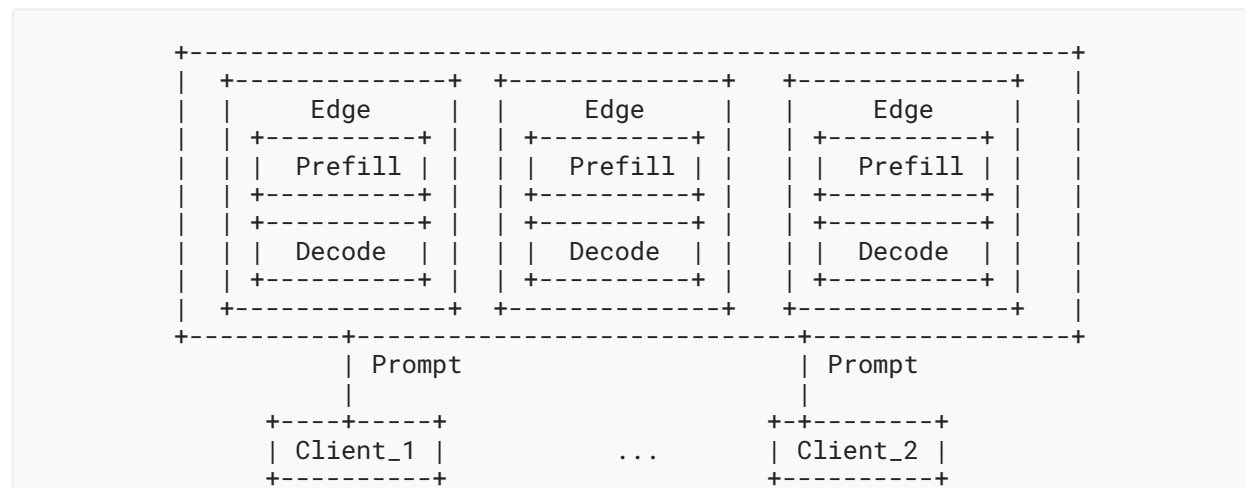 Edge Edge Edge
Prefill Prefill Prefill
Decode Decode Decode
Prompt Prompt
Client_1 ... Client_2